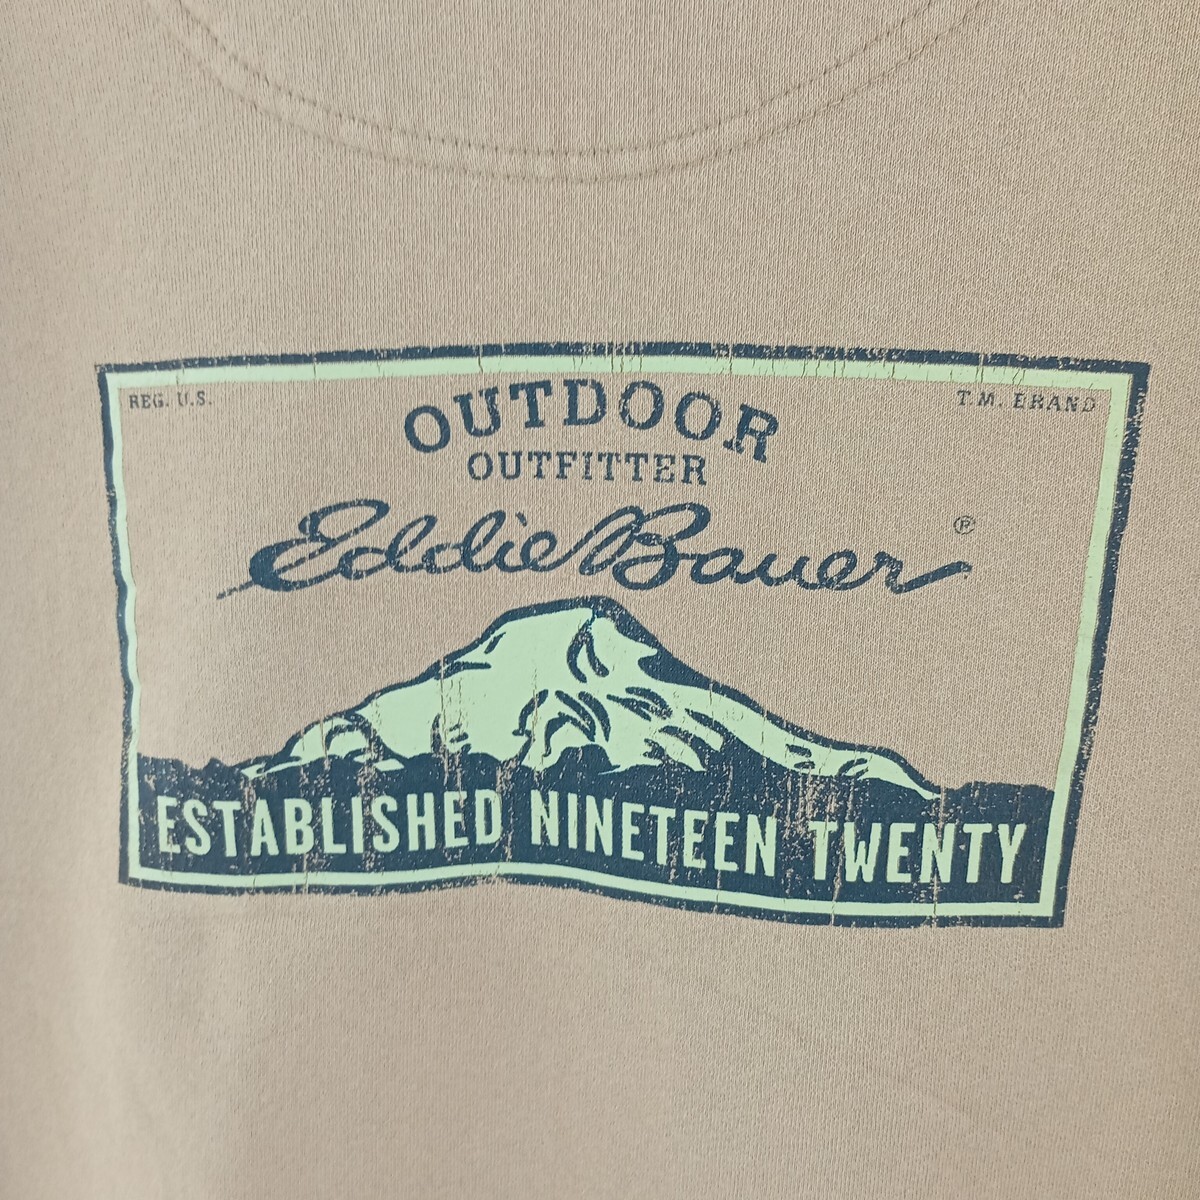 REG. U.S.
T.M. BRAND
OUTDOOR
OUTFITTER
Eddie Bauer ®
ESTABLISHED NINETEEN TWENTY